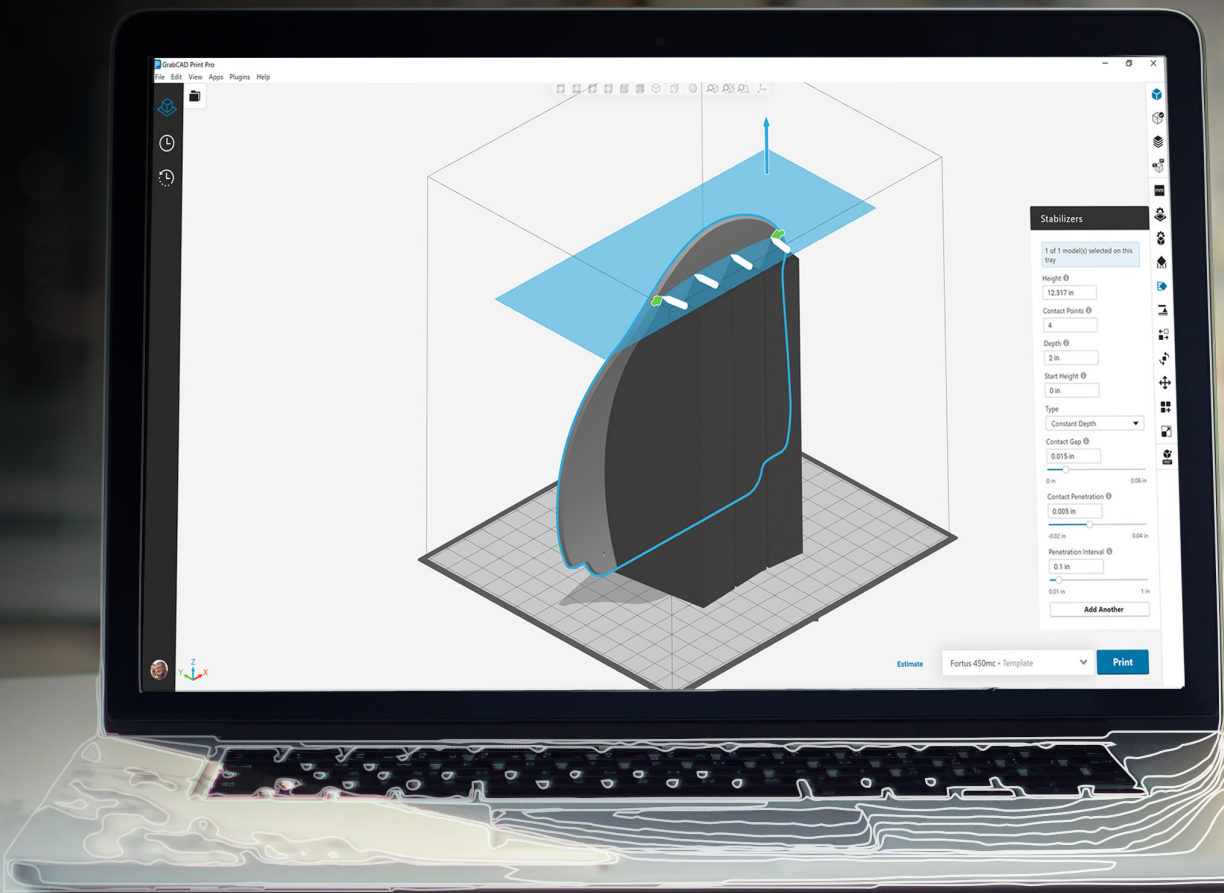 GrabCAD Print Pro
File Edit View Apps Plugins Help
mm
Stabilizers
1 of 1 model(s) selected on this
tray
Height
12.317 in
Contact Points
4
Depth
2 in
Start Height
0 in
Type
Constant Depth
Contact Gap
0.015 in
0 in 0.08 in
Contact Penetration
0.005 in
-0.02 in 0.04 in
Penetration Interval
0.1 in
0.01 in 1 in
Add Another
Z
Y X
Estimate
Fortus 450mc • Template
Print